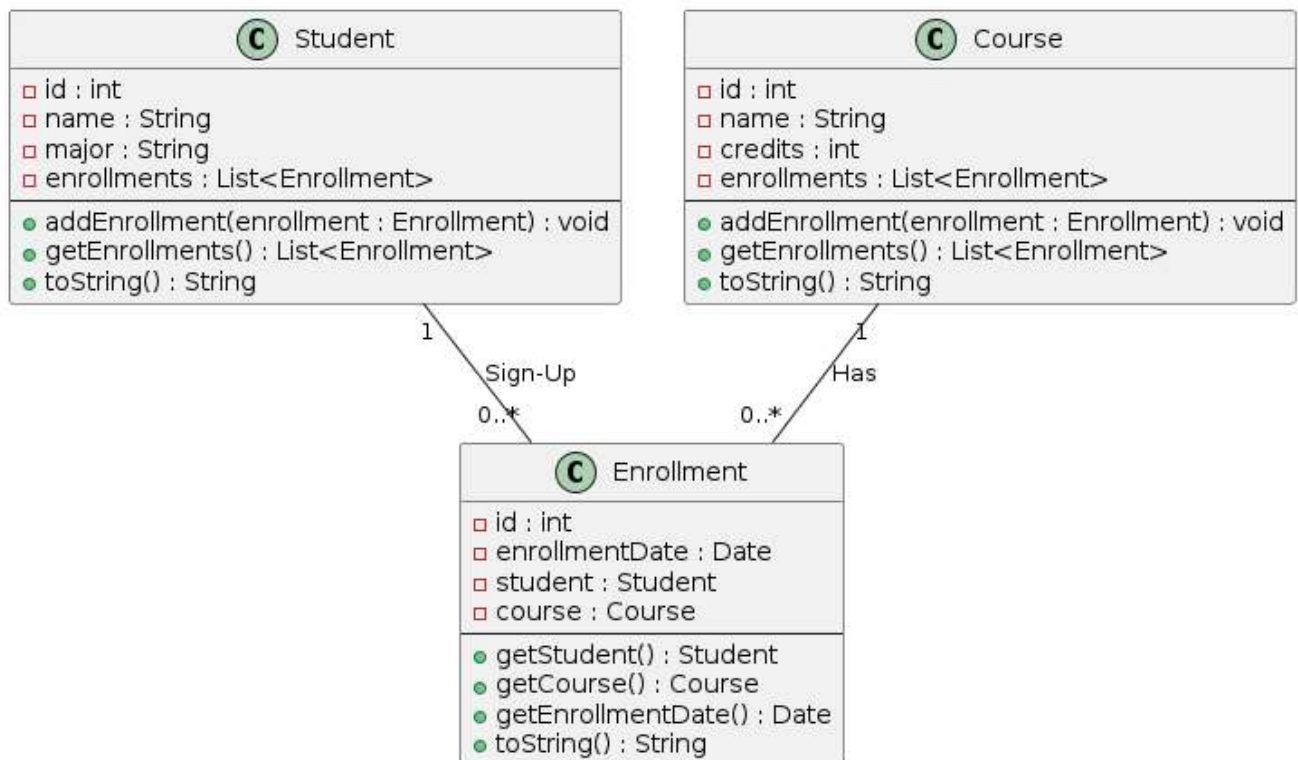 C Student
id : int
name : String
major : String
enrollments : List<Enrollment>
addEnrollment(enrollment : Enrollment) : void
getEnrollments() : List<Enrollment>
toString() : String
C Course
id : int
name : String
credits : int
enrollments : List<Enrollment>
addEnrollment(enrollment : Enrollment) : void
getEnrollments() : List<Enrollment>
toString() : String
1
Sign-Up
0..*
1
Has
0..*
C Enrollment
id : int
enrollmentDate : Date
student : Student
course : Course
getStudent() : Student
getCourse() : Course
getEnrollmentDate() : Date
toString() : String